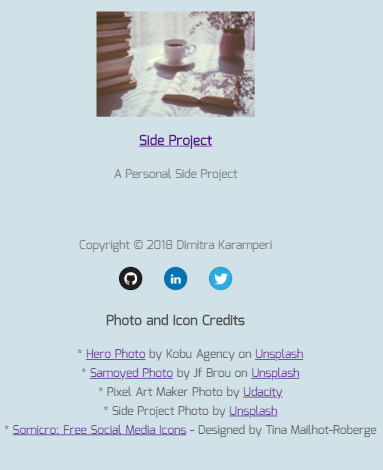 Side Project
A Personal Side Project
Copyright © 2018 Dimitra Karamperi
in
Photo and Icon Credits
* Hero Photo by Kobu Agency on Unsplash
* Samoyed Photo by Jf Brou on Unsplash
* Pixel Art Maker Photo by Udacity
* Side Project Photo by Unsplash
* Somicro: Free Social Media Icons - Designed by Tina Mailhot-Roberge